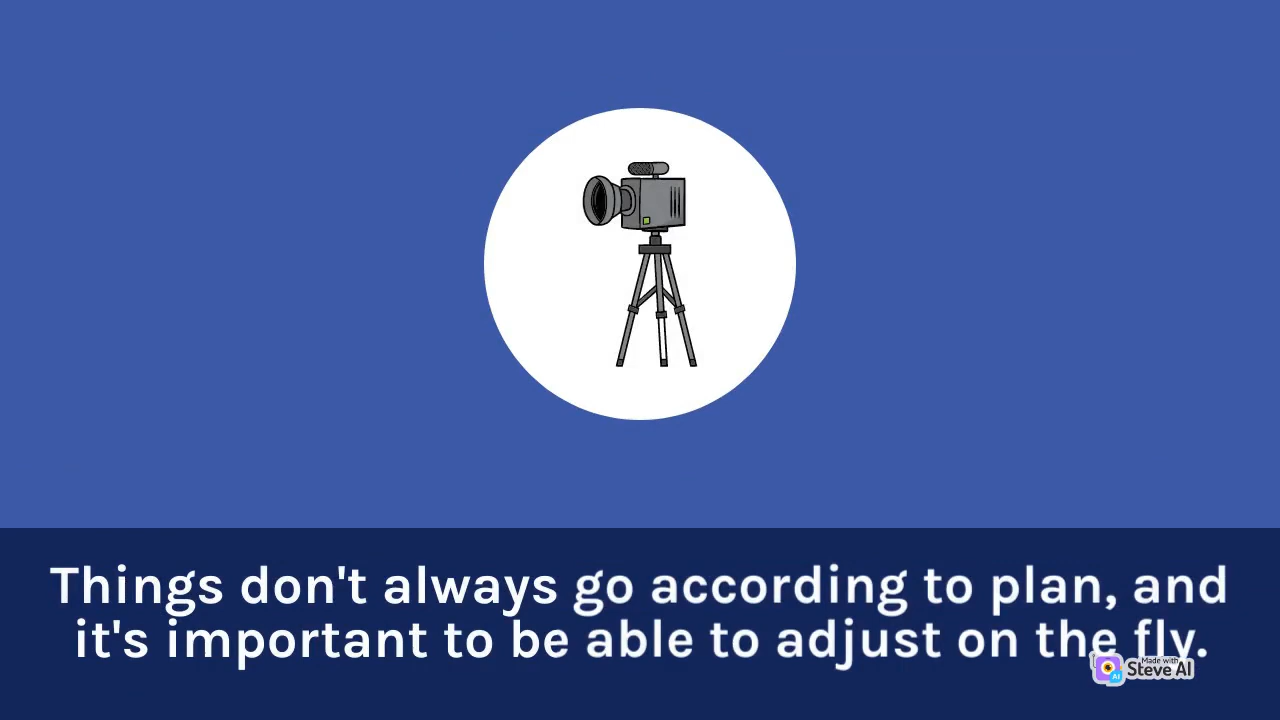 Things don't always go according to plan, and
it's important to be able to adjust on the fly.
Made with
Steve AI
AI